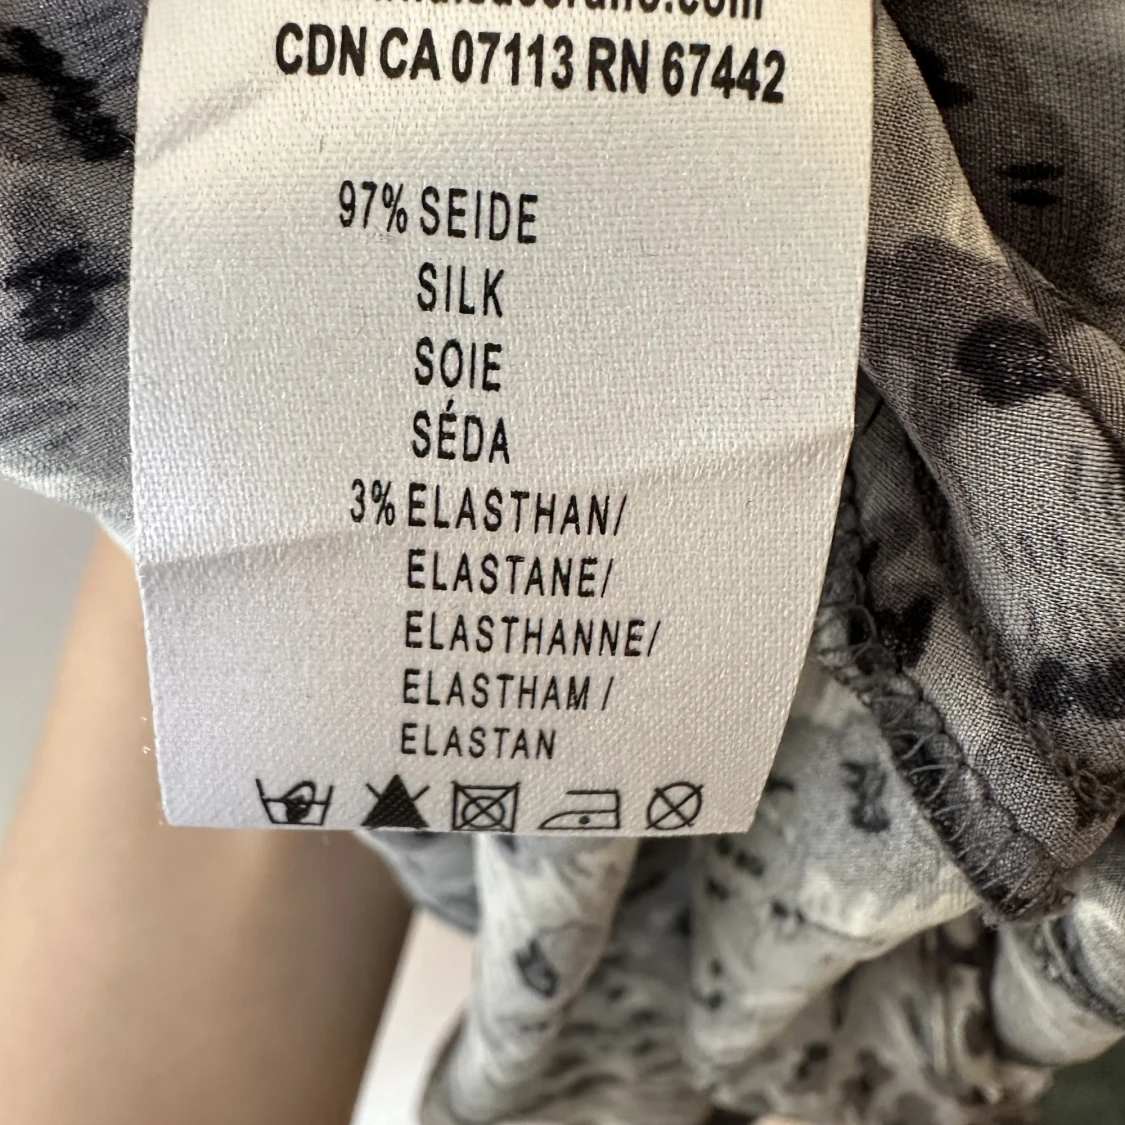 CDN CA 07113 RN 67442
97% SEIDE
SILK
SOIE
SÉDA
3% ELASTHAN/
ELASTANE/
ELASTHANNE/
ELASTHAM /
ELASTAN